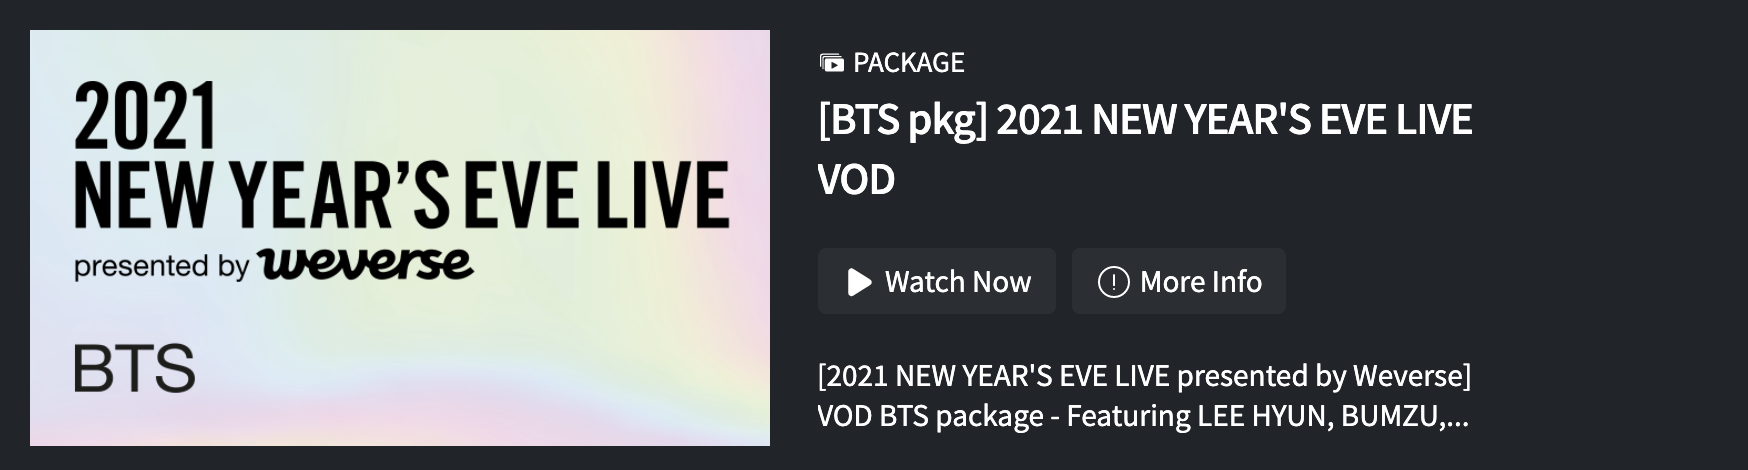 2021
NEW YEAR'S EVE LIVE
presented by weverse
BTS
PACKAGE
[BTS pkg] 2021 NEW YEAR'S EVE LIVE
VOD
Watch Now
More Info
[2021 NEW YEAR'S EVE LIVE presented by Weverse]
VOD BTS package - Featuring LEE HYUN, BUMZU,...